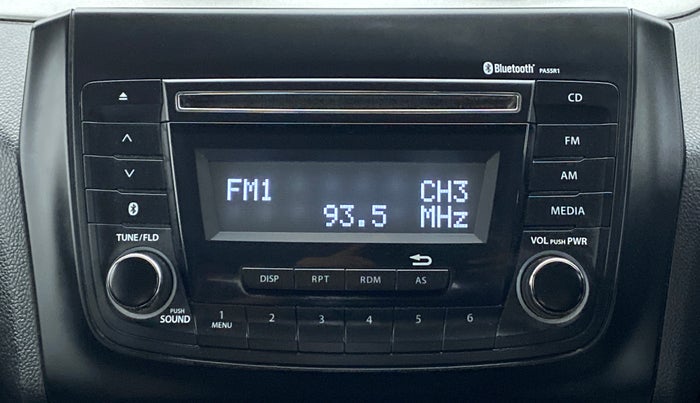 Bluetooth PA55R1
CD
FM
AM
MEDIA
FM1 CH3
93.5 MHz
TUNE/FLD
VOL PUSH PWR
DISP RPT RDM AS
PUSH
SOUND
1 2 3 4 5 6
MENU